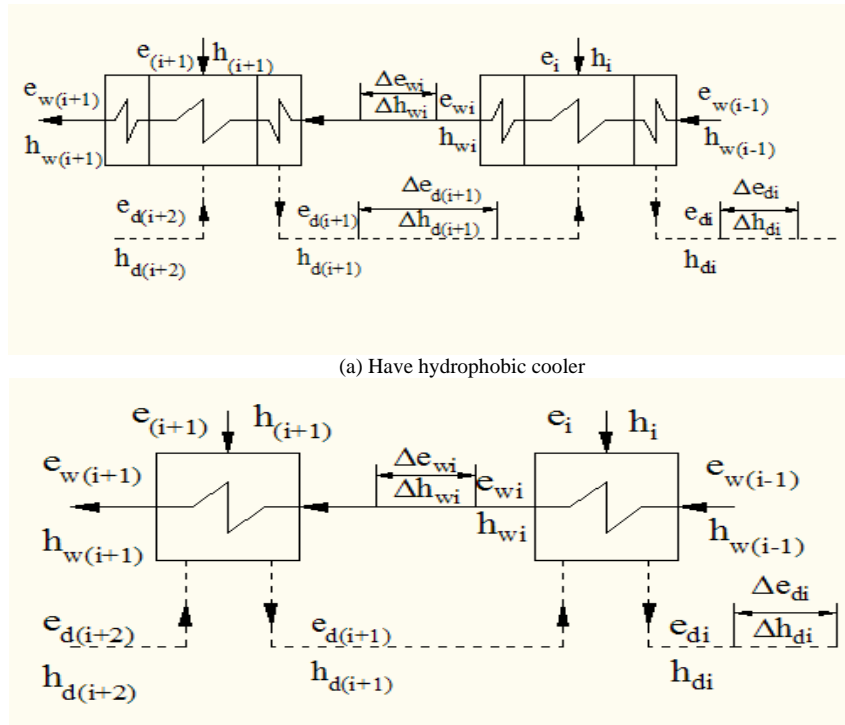 e(i+1) h(i+1) ei hi
ew(i+1) Δewi ewi ew(i-1)
hw(i+1) Δhwi hwi hw(i-1)
ed(i+2) ed(i+1) Δed(i+1) edi Δedi
hd(i+2) hd(i+1) Δhd(i+1) hdi Δhdi
(a) Have hydrophobic cooler
e(i+1) h(i+1) ei hi
ew(i+1) Δewi ewi ew(i-1)
hw(i+1) Δhwi hwi hw(i-1)
ed(i+2) ed(i+1) edi Δedi
hd(i+2) hd(i+1) hdi Δhdi